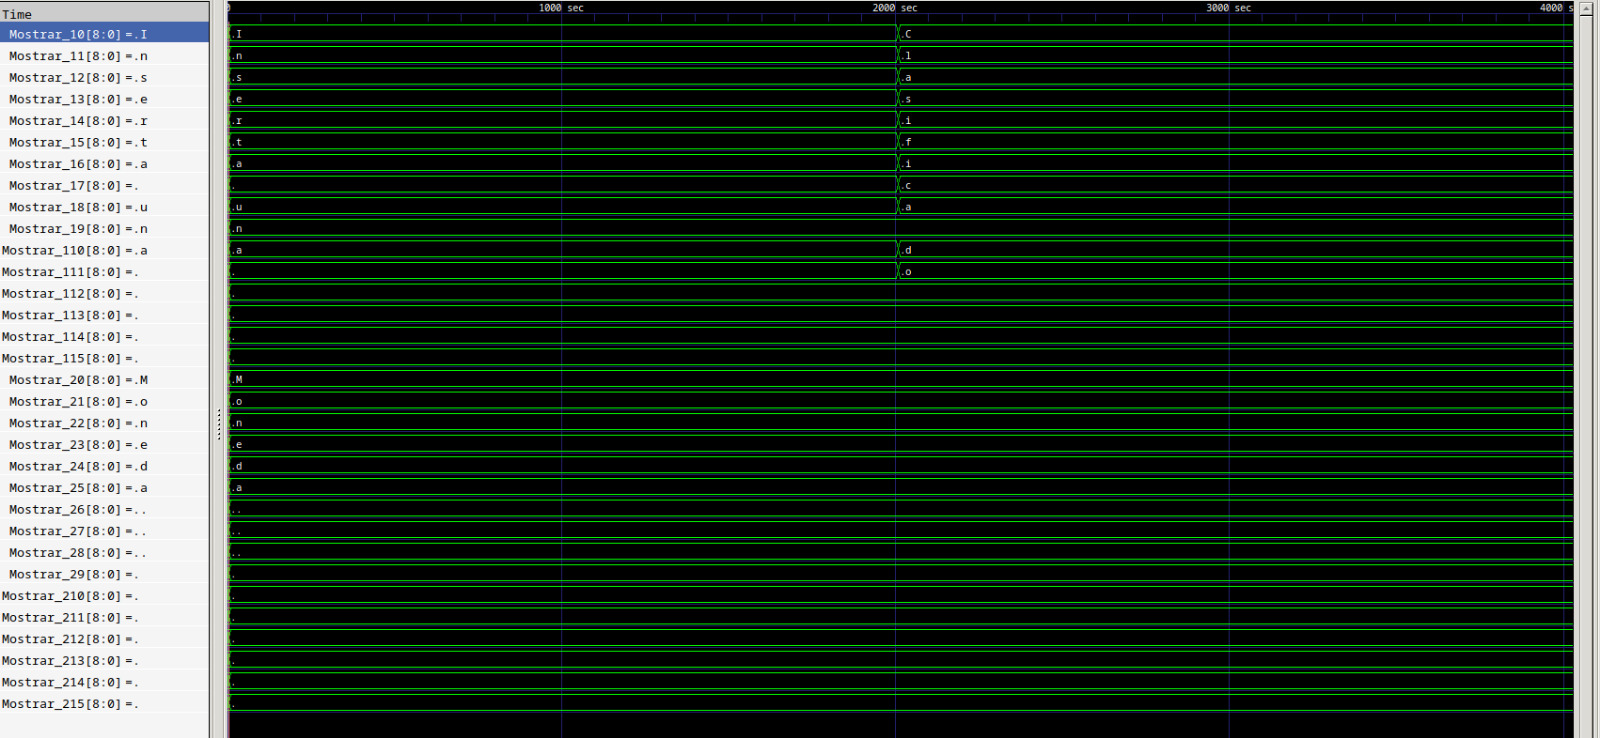 1000 sec 2000 sec 3000 sec 4000 s
Time
Mostrar_10[8:0] =.I .I .C
Mostrar_11[8:0] =.n .n .l
Mostrar_12[8:0] =.s .s .a
Mostrar_13[8:0] =.e .e .s
Mostrar_14[8:0] =.r .r .i
Mostrar_15[8:0] =.t .t .f
Mostrar_16[8:0] =.a .a .i
Mostrar_17[8:0] =. . .c
Mostrar_18[8:0] =.u .u .a
Mostrar_19[8:0] =.n .n
Mostrar_110[8:0] =.a .a .d
Mostrar_111[8:0] =. . .o
Mostrar_112[8:0] =. .
Mostrar_113[8:0] =. .
Mostrar_114[8:0] =. .
Mostrar_115[8:0] =. .
Mostrar_20[8:0] =.M .M
Mostrar_21[8:0] =.o .o
Mostrar_22[8:0] =.n .n
Mostrar_23[8:0] =.e .e
Mostrar_24[8:0] =.d .d
Mostrar_25[8:0] =.a .a
Mostrar_26[8:0] =.. ..
Mostrar_27[8:0] =.. ..
Mostrar_28[8:0] =.. ..
Mostrar_29[8:0] =. .
Mostrar_210[8:0] =. .
Mostrar_211[8:0] =. .
Mostrar_212[8:0] =. .
Mostrar_213[8:0] =. .
Mostrar_214[8:0] =. .
Mostrar_215[8:0] =. .